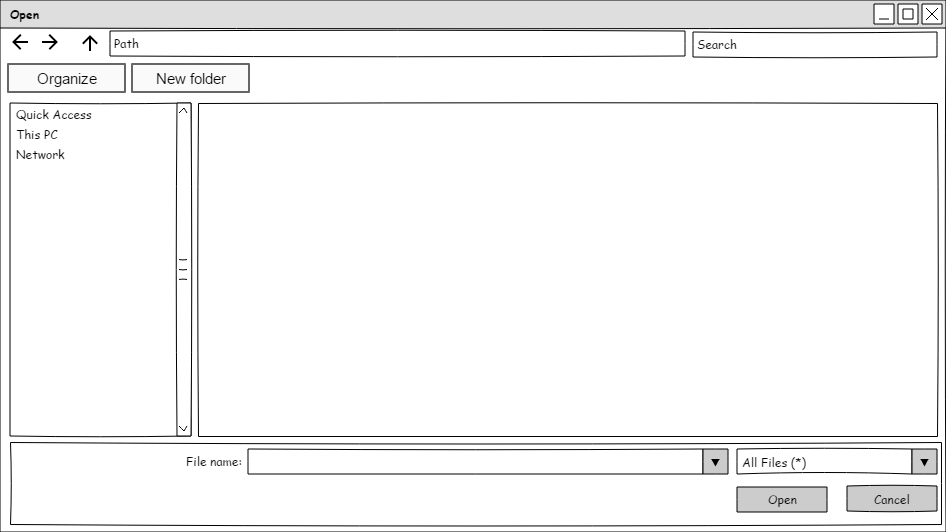 Open
Path
Search
Organize
New folder
Quick Access
This PC
Network
File name:
All Files (*)
Open
Cancel